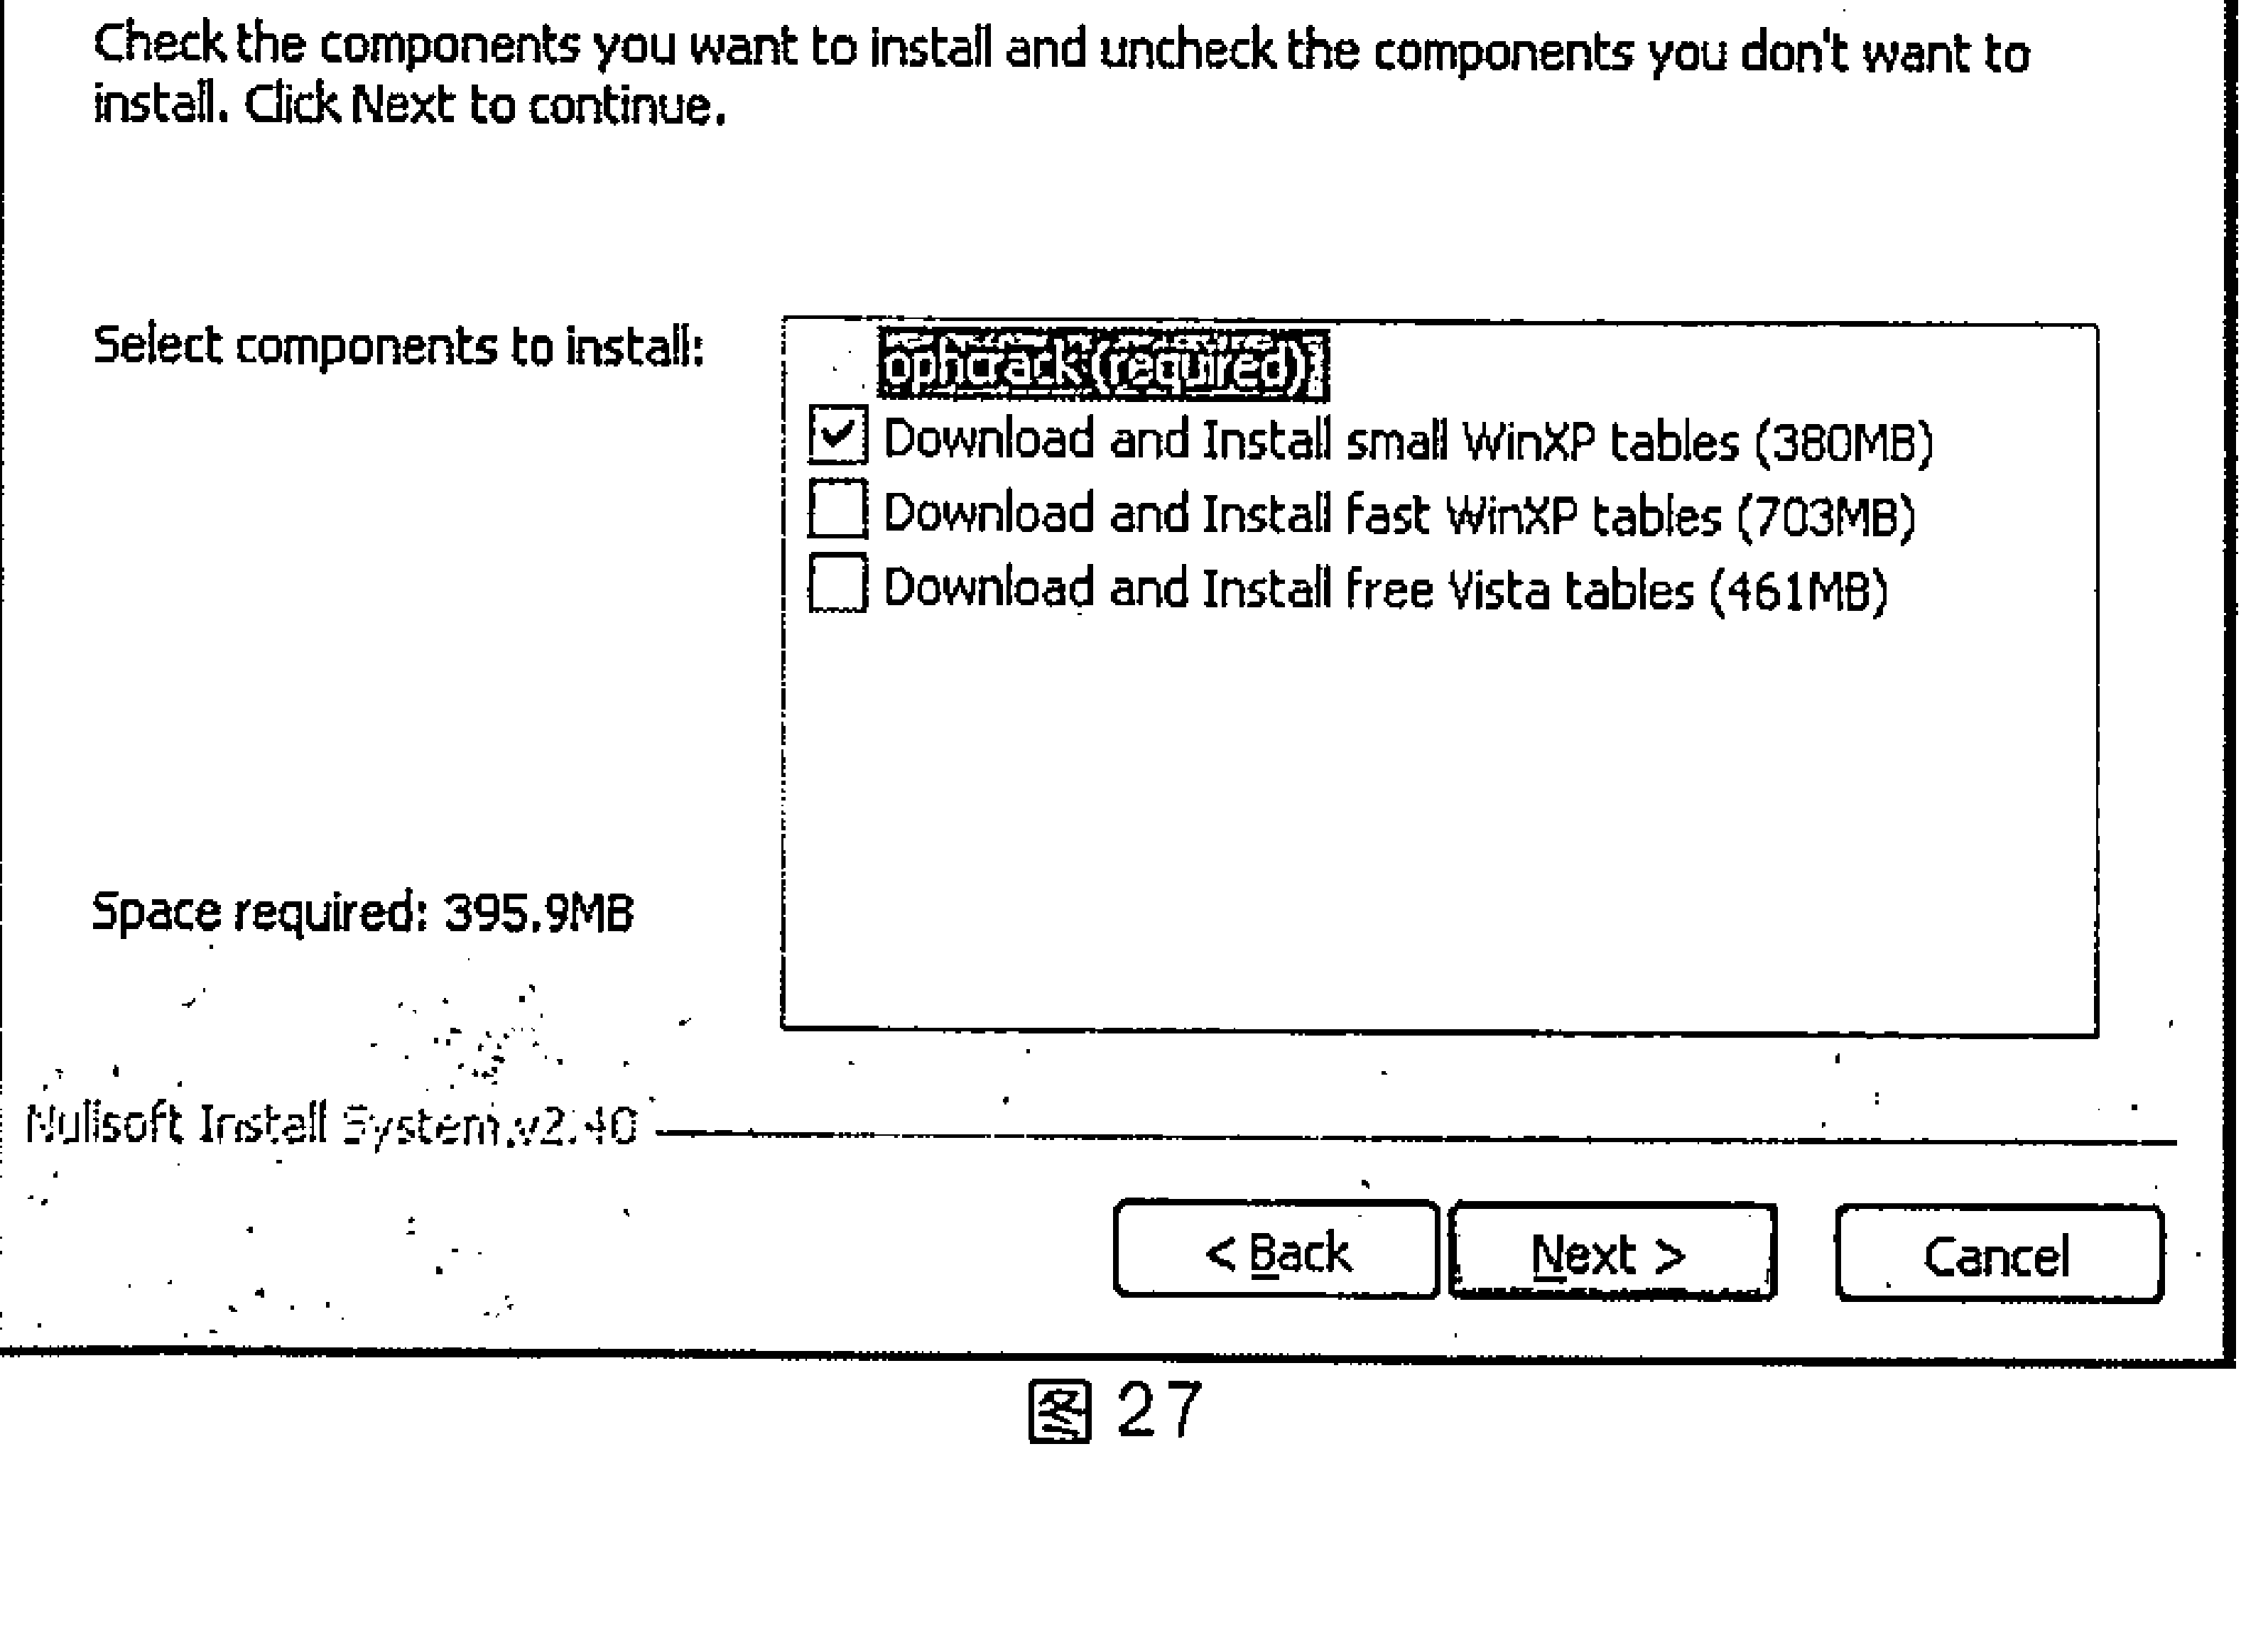 Check the components you want to install and uncheck the components you don't want to
install. Click Next to continue.
Select components to install:
ophcrack (required)
Download and Install small WinXP tables (380MB)
Download and Install fast WinXP tables (703MB)
Download and Install free Vista tables (461MB)
Space required: 395.9MB
Nullsoft Install System v2.40
< Back
Next >
Cancel
图 27